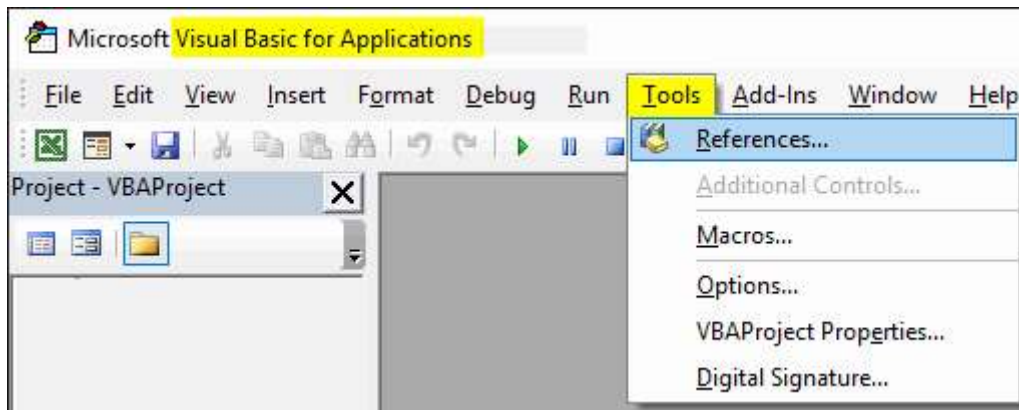 Microsoft Visual Basic for Applications
File Edit View Insert Format Debug Run Tools Add-Ins Window Help
References...
Project - VBAProject
Additional Controls...
Macros...
Options...
VBAProject Properties...
Digital Signature...